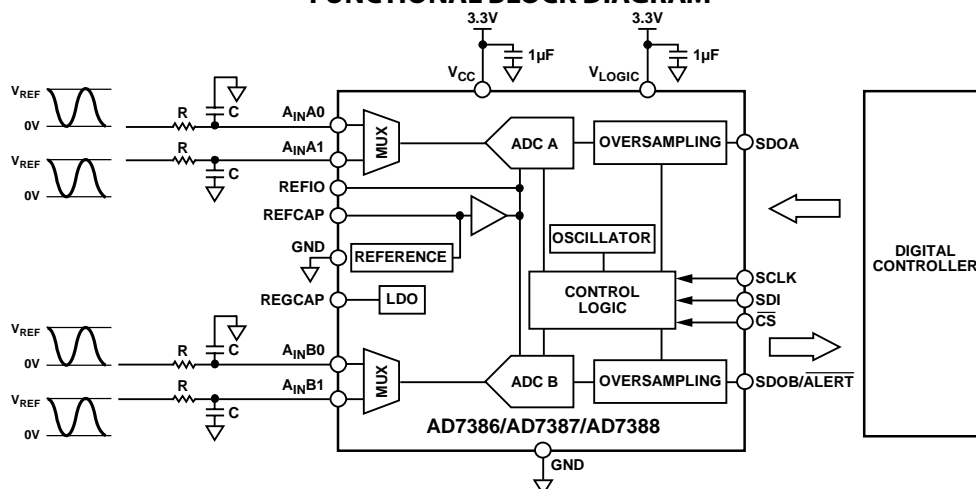 FUNCTIONAL BLOCK DIAGRAM
3.3V
3.3V
1µF
1µF
VCC
VLOGIC
VREF
0V
R
C
AINA0
MUX
ADC A
OVERSAMPLING
SDOA
VREF
0V
R
C
AINA1
REFIO
REFCAP
GND
REFERENCE
OSCILLATOR
DIGITAL
CONTROLLER
REGCAP
LDO
CONTROL
LOGIC
SCLK
SDI
CS
VREF
0V
R
C
AINB0
MUX
ADC B
OVERSAMPLING
SDOB/ALERT
VREF
0V
R
C
AINB1
AD7386/AD7387/AD7388
GND